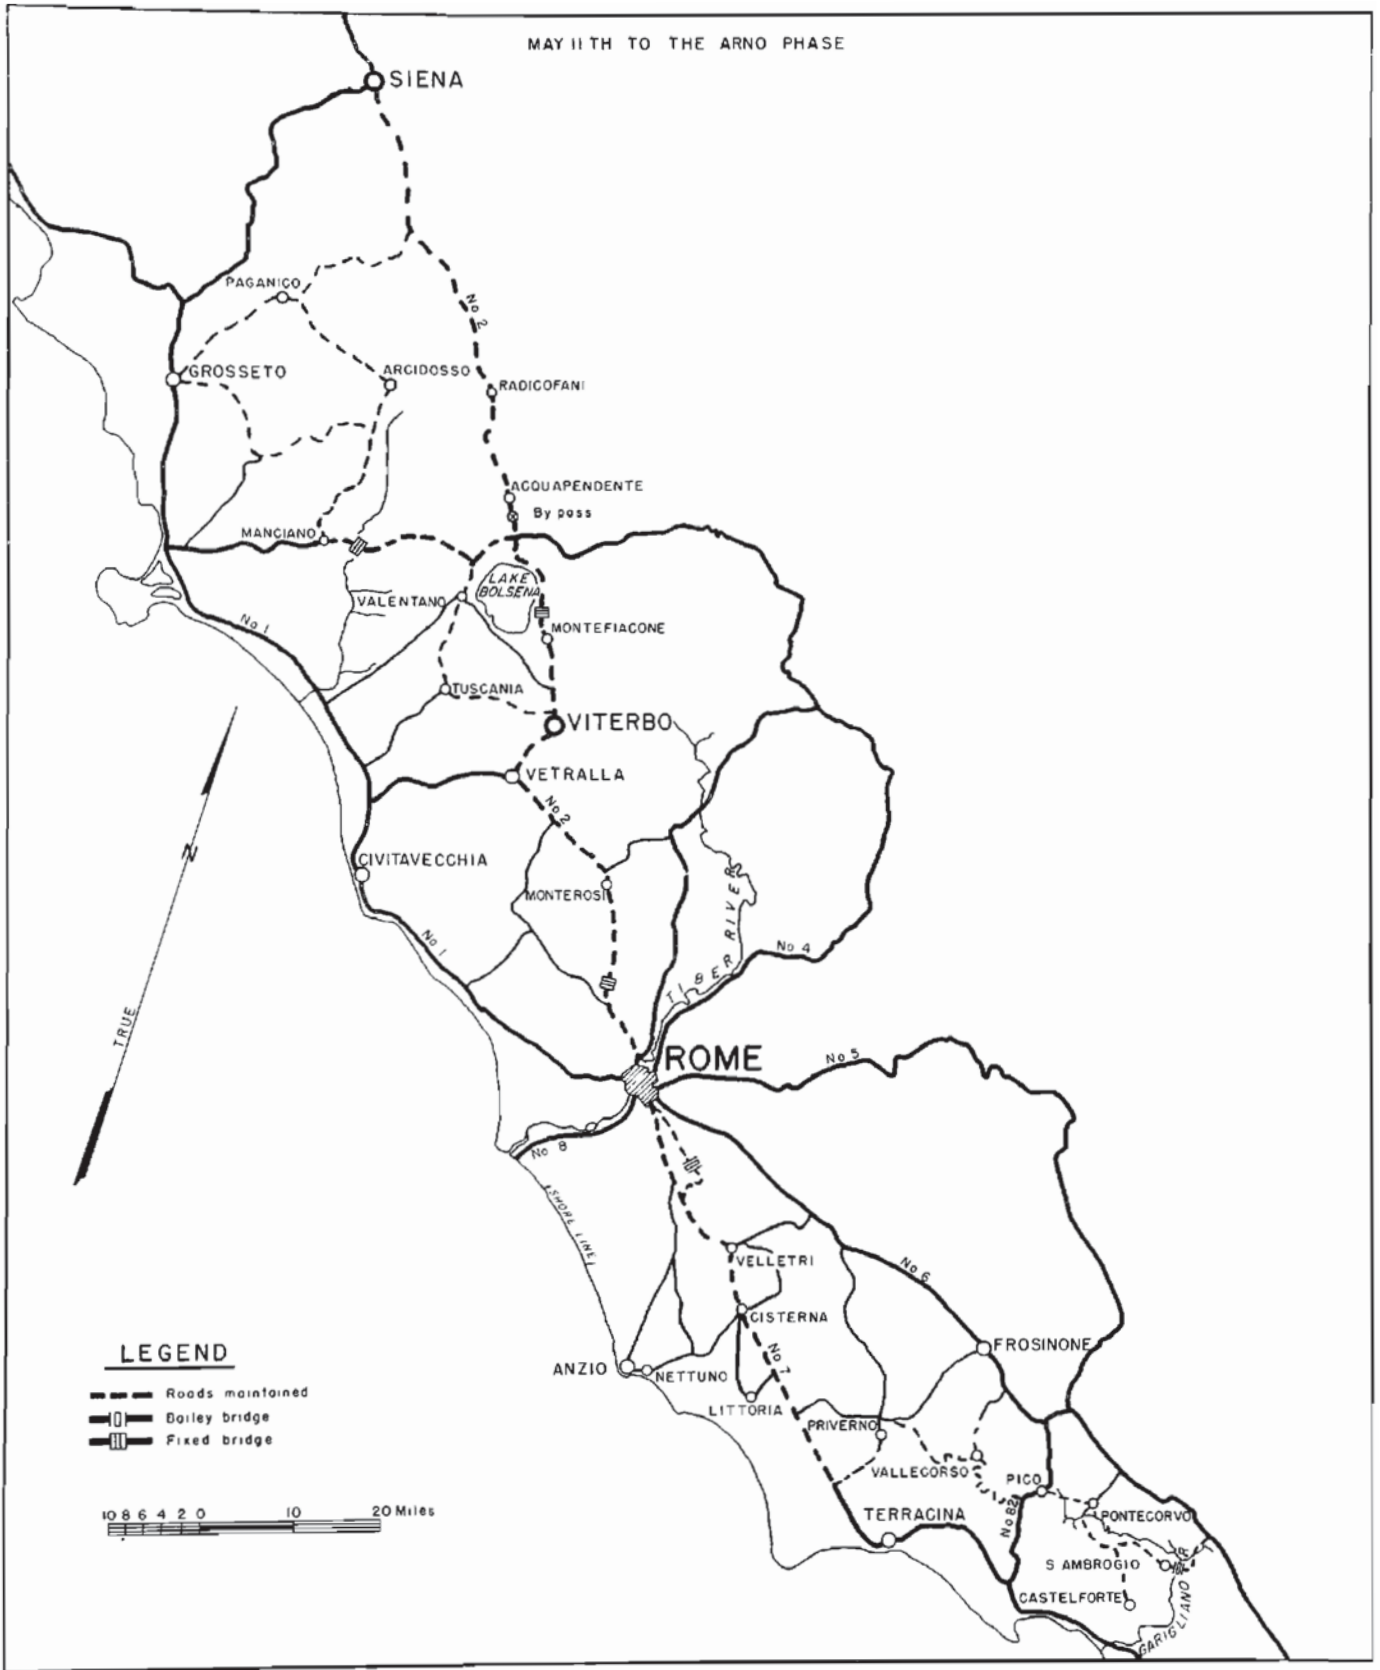 MAY 11TH TO THE ARNO PHASE
SIENA
PAGANICO
No 2
GROSSETO
ARCIDOSSO
RADICOFANI
ACQUAPENDENTE
By pass
MANCIANO
LAKE
BOLSENA
VALENTANO
No 1
MONTEFIACONE
TUSCANIA
VITERBO
VETRALLA
No 2
CIVITAVECCHIA
MONTEROSI
TIBER RIVER
No 1
No 4
N
TRUE
ROME
No 5
No 8
SHORE LINE
VELLETRI
No 6
CISTERNA
No 7
FROSINONE
ANZIO
NETTUNO
LITTORIA
PRIVERNO
VALLECORSO
PICO
No 82
TERRACINA
PONTECORVO
S AMBROGIO
CASTELFORTE
GARIGLIANO R
LEGEND
Roads maintained
Bailey bridge
Fixed bridge
10 8 6 4 2 0 10 20 Miles